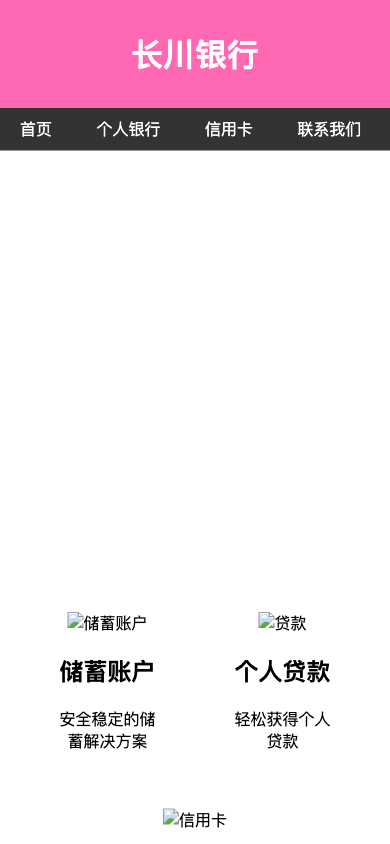 长川银行
首页 个人银行 信用卡 联系我们
储蓄账户 贷款
储蓄账户 个人贷款
安全稳定的储 轻松获得个人
蓄解决方案 贷款
信用卡